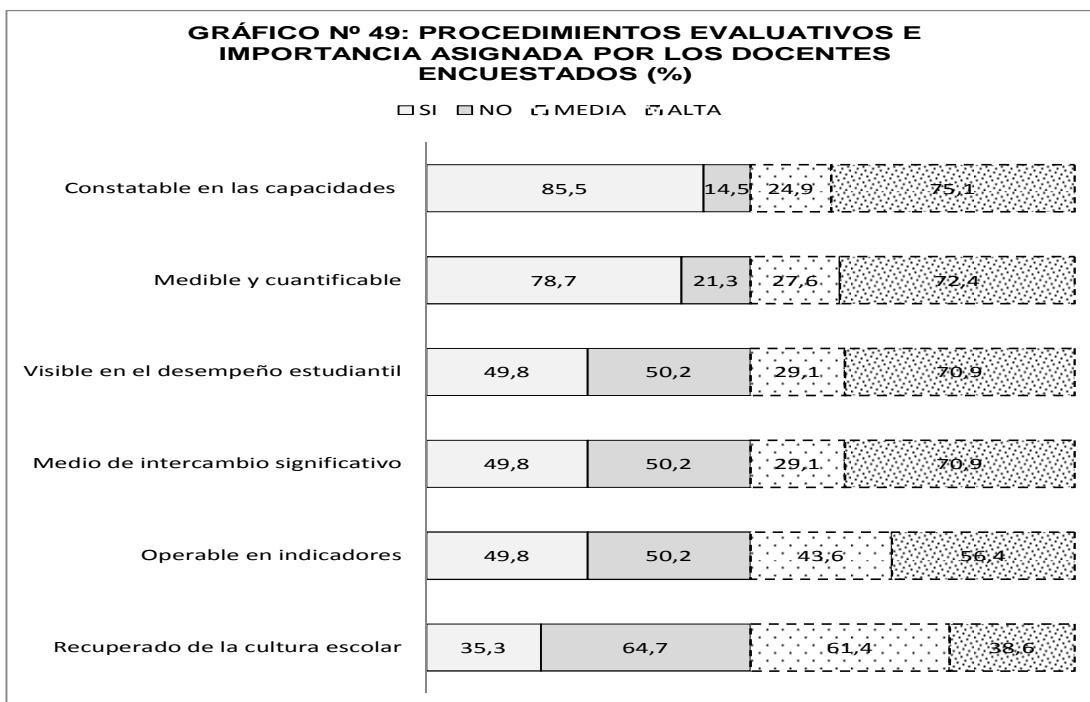 GRÁFICO Nº 49: PROCEDIMIENTOS EVALUATIVOS E
IMPORTANCIA ASIGNADA POR LOS DOCENTES
ENCUESTADOS (%)
SI NO MEDIA ALTA
Constatable en las capacidades 85,5 14,5 24,9 75,1
Medible y cuantificable 78,7 21,3 27,6 72,4
Visible en el desempeño estudiantil 49,8 50,2 29,1 70,9
Medio de intercambio significativo 49,8 50,2 29,1 70,9
Operable en indicadores 49,8 50,2 43,6 56,4
Recuperado de la cultura escolar 35,3 64,7 61,4 38,6